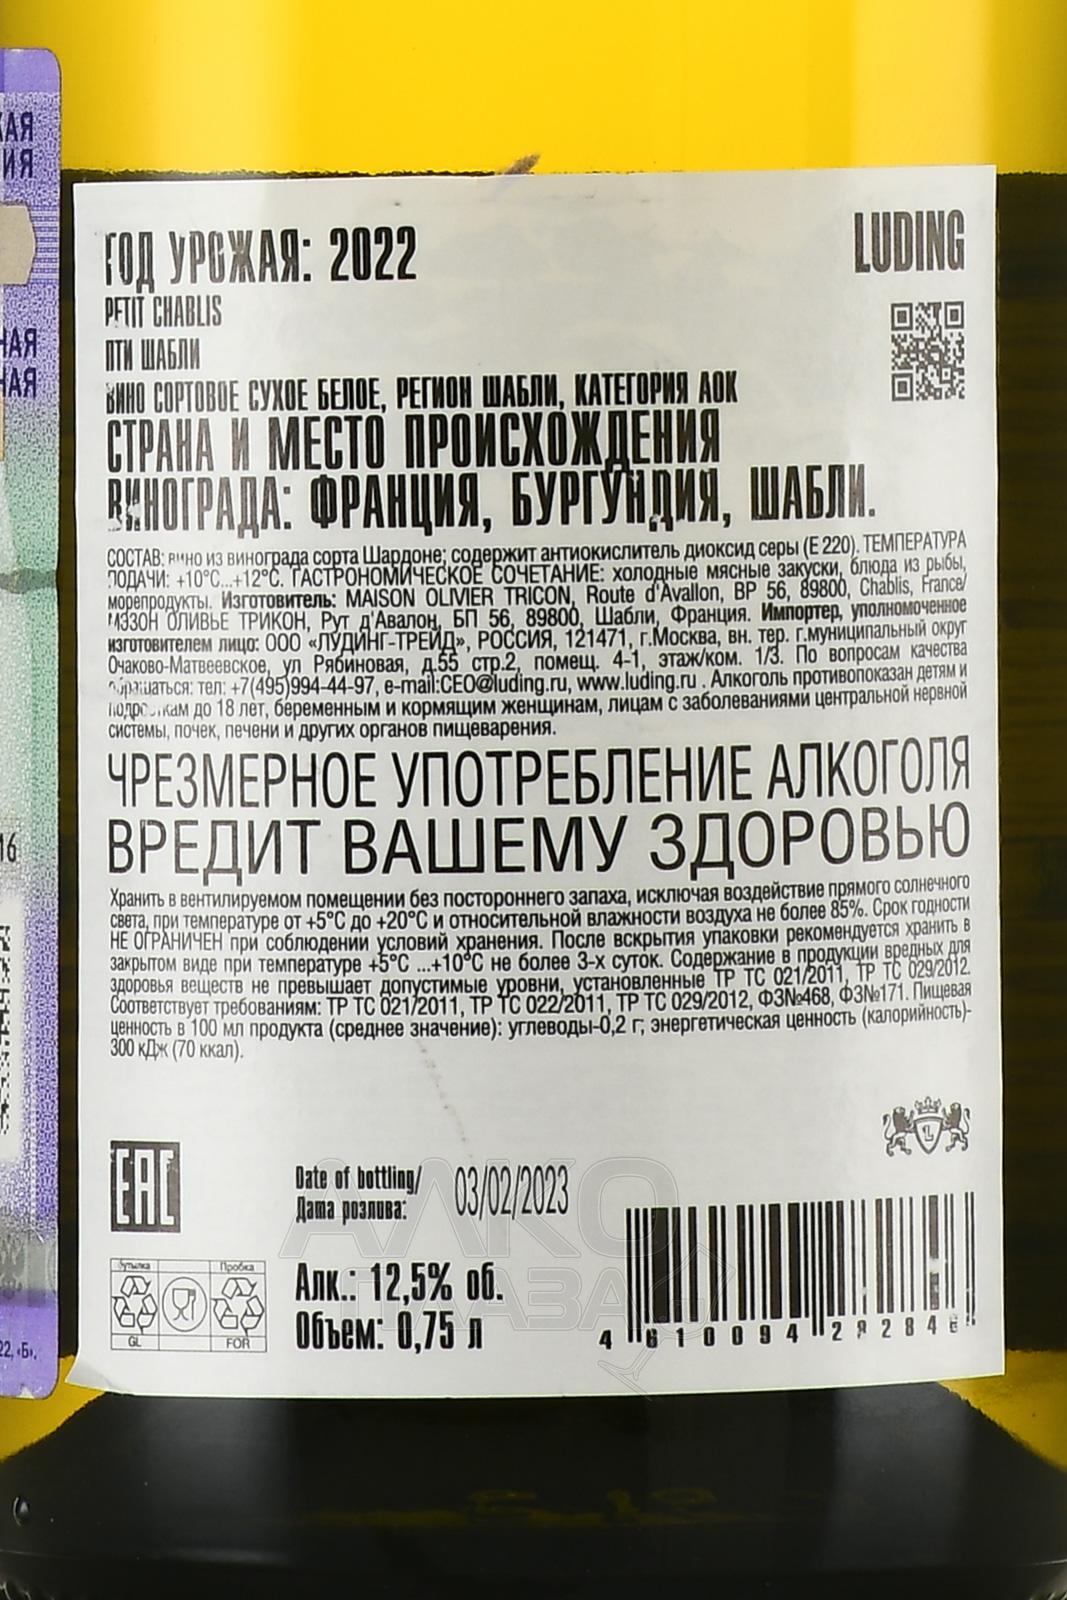 ГОД УРОЖАЯ: 2022
LUDING
PETIT CHABLIS
ПТИ ШАБЛИ
ВИНО СОРТОВОЕ СУХОЕ БЕЛОЕ, РЕГИОН ШАБЛИ, КАТЕГОРИЯ АОК
СТРАНА И МЕСТО ПРОИСХОЖДЕНИЯ
ВИНОГРАДА: ФРАНЦИЯ, БУРГУНДИЯ, ШАБЛИ.
СОСТАВ: вино из винограда сорта Шардоне; содержит антиокислитель диоксид серы (Е 220). ТЕМПЕРАТУРА
ПОДАЧИ: +10°С...+12°С. ГАСТРОНОМИЧЕСКОЕ СОЧЕТАНИЕ: холодные мясные закуски, блюда из рыбы,
морепродукты. Изготовитель: MAISON OLIVIER TRICON, Route d'Avallon, BP 56, 89800, Chablis, France/
МЭЗОН ОЛИВЬЕ ТРИКОН, Рут д'Авалон, БП 56, 89800, Шабли, Франция. Импортер, уполномоченное
изготовителем лицо: ООО «ЛУДИНГ-ТРЕЙД», РОССИЯ, 121471, г.Москва, вн. тер. г.муниципальный округ
Очаково-Матвеевское, ул Рябиновая, д.55 стр.2, помещ. 4-1, этаж/ком. 1/3. По вопросам качества
обращаться: тел: +7(495)994-44-97, e-mail:CEO@luding.ru, www.luding.ru . Алкоголь противопоказан детям и
подросткам до 18 лет, беременным и кормящим женщинам, лицам с заболеваниями центральной нервной
системы, почек, печени и других органов пищеварения.
ЧРЕЗМЕРНОЕ УПОТРЕБЛЕНИЕ АЛКОГОЛЯ
ВРЕДИТ ВАШЕМУ ЗДОРОВЬЮ
Хранить в вентилируемом помещении без постороннего запаха, исключая воздействие прямого солнечного
света, при температуре от +5°С до +20°С и относительной влажности воздуха не более 85%. Срок годности
НЕ ОГРАНИЧЕН при соблюдении условий хранения. После вскрытия упаковки рекомендуется хранить в
закрытом виде при температуре +5°С ...+10°С не более 3-х суток. Содержание в продукции вредных для
здоровья веществ не превышает допустимые уровни, установленные ТР ТС 021/2011, ТР ТС 029/2012.
Соответствует требованиям: ТР ТС 021/2011, ТР ТС 022/2011, ТР ТС 029/2012, ФЗ№468, ФЗ№171. Пищевая
ценность в 100 мл продукта (среднее значение): углеводы-0,2 г; энергетическая ценность (калорийность)-
300 кДж (70 ккал).
EAC
Date of bottling/
Дата розлива:
03/02/2023
Бутылка
Пробка
GL
FOR
Алк.: 12,5% об.
Объем: 0,75 л
4 610094 282846
АЛКО
ПЛАЗА
16
22, «Б».